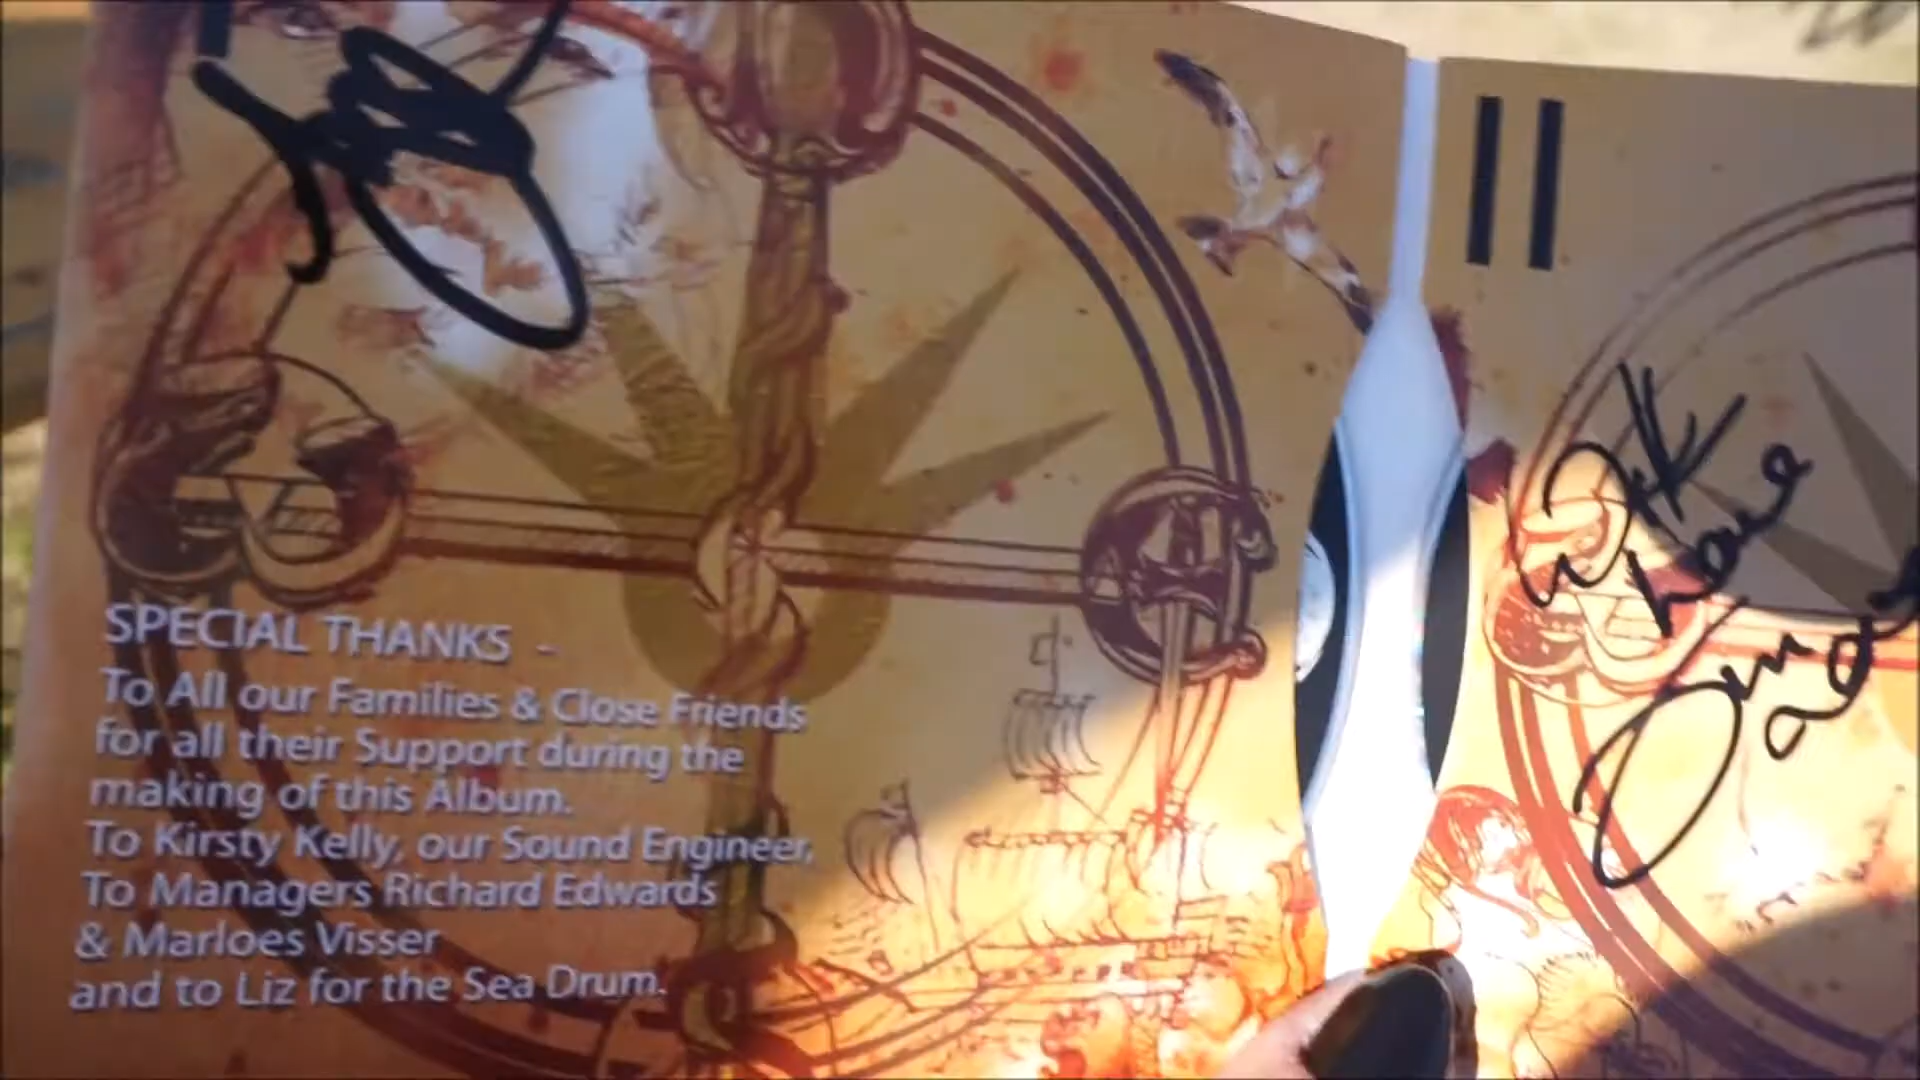 SPECIAL THANKS -
To All our Families & Close Friends
for all their Support during the
making of this Album.
To Kirsty Kelly, our Sound Engineer,
To Managers Richard Edwards
& Marloes Visser
and to Liz for the Sea Drum.
Love